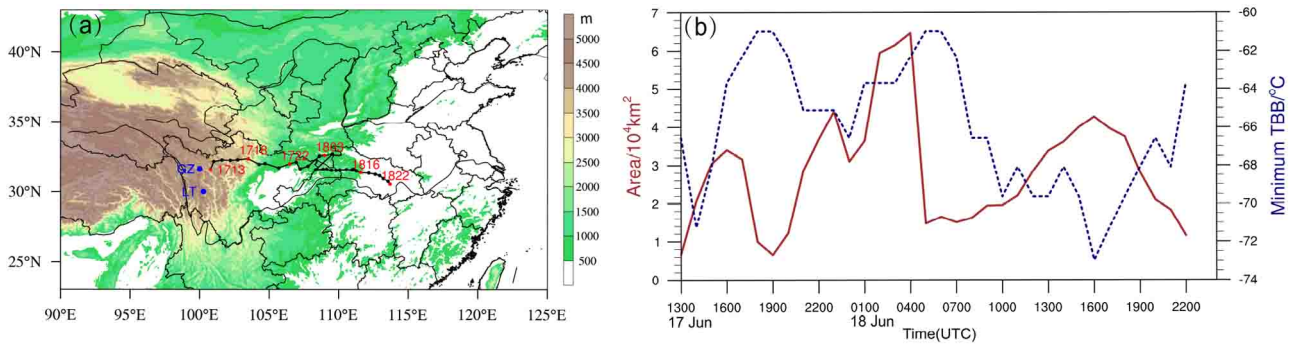 (a)
m
40°N
35°N
30°N
25°N
90°E
95°E
100°E
105°E
110°E
115°E
120°E
125°E
5000
4500
4000
3500
3000
2500
2000
1500
1000
500
GZ
LT
1713
1718
1722
1816
1822
(b)
Area/10⁴km²
7
6
5
4
3
2
1
0
Minimum TBB/°C
-60
-62
-64
-66
-68
-70
-72
-74
1300 1600 1900 2200 0100 0400 0700 1000 1300 1600 1900 2200
17 Jun 18 Jun
Time(UTC)